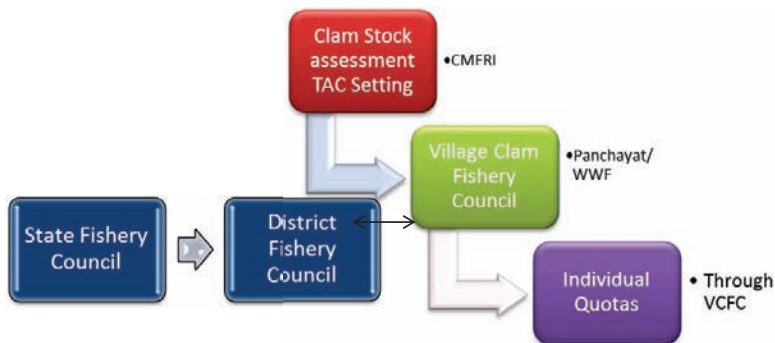 Clam Stock
assessment
TAC Setting
•CMFRI
Village Clam
Fishery
Council
•Panchayat/
WWF
State Fishery
Council
District
Fishery
Council
Individual
Quotas
• Through
VCFC